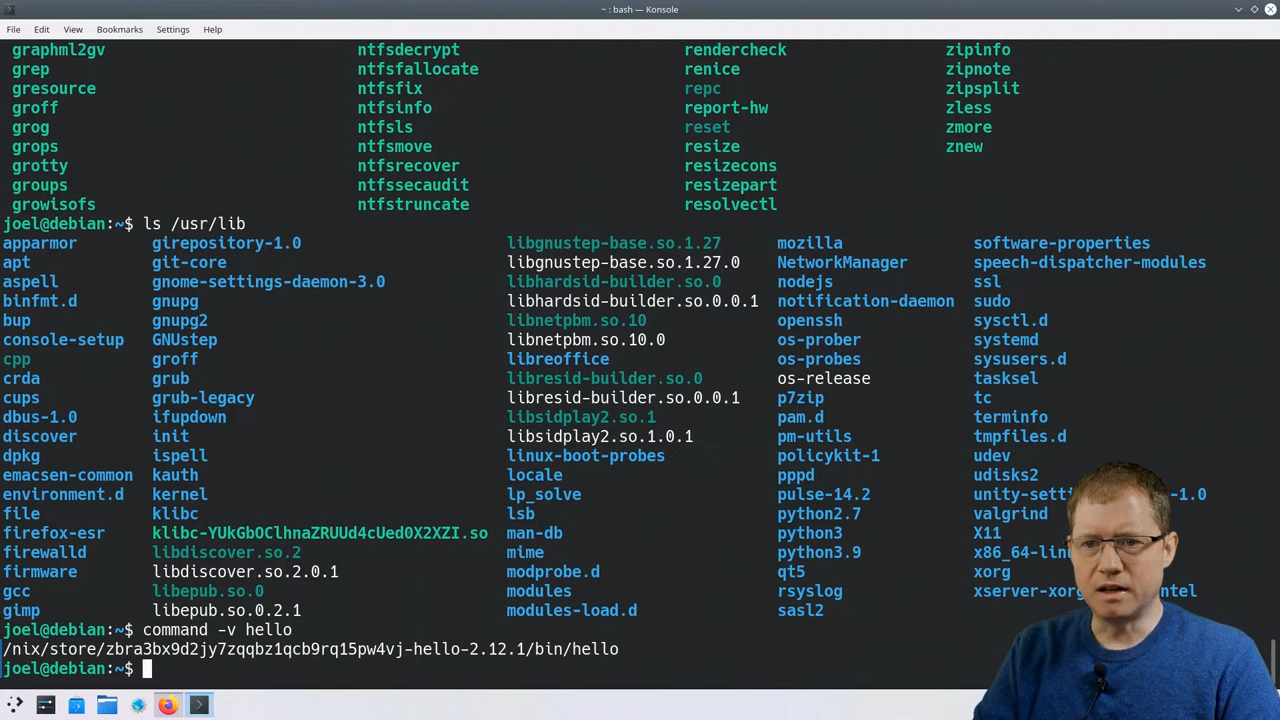 ~ : bash — Konsole
File Edit View Bookmarks Settings Help
graphml2gv ntfsdecrypt rendercheck zipinfo
grep ntfsfallocate renice zipnote
gresource ntfsfix repc zipsplit
groff ntfsinfo report-hw zless
grog ntfsls reset zmore
grops ntfsmove resize znew
grotty ntfsrecover resizecons
groups ntfssecaudit resizepart
growisofs ntfstruncate resolvectl
joel@debian:~$ ls /usr/lib
apparmor girepository-1.0 libgnustep-base.so.1.27 mozilla software-properties
apt git-core libgnustep-base.so.1.27.0 NetworkManager speech-dispatcher-modules
aspell gnome-settings-daemon-3.0 libhardsid-builder.so.0 nodejs ssl
binfmt.d gnupg libhardsid-builder.so.0.0.1 notification-daemon sudo
bup gnupg2 libnetpbm.so.10 openssh sysctl.d
console-setup GNUstep libnetpbm.so.10.0 os-prober systemd
cpp groff libreoffice os-probes sysusers.d
crda grub libresid-builder.so.0 os-release tasksel
cups grub-legacy libresid-builder.so.0.0.1 p7zip tc
dbus-1.0 ifupdown libsidplay2.so.1 pam.d terminfo
discover init libsidplay2.so.1.0.1 pm-utils tmpfiles.d
dpkg ispell linux-boot-probes policykit-1 udev
emacsen-common kauth locale pppd udisks2
environment.d kernel lp_solve pulse-14.2
file klibc lsb python2.7 valgrind
firefox-esr klibc-YUkGbOClhnaZRUUd4cUed0X2XZI.so man-db python3 X11
firewalld libdiscover.so.2 mime python3.9
firmware libdiscover.so.2.0.1 modprobe.d qt5 xorg
gcc libepub.so.0 modules rsyslog
gimp libepub.so.0.2.1 modules-load.d sasl2
joel@debian:~$ command -v hello
/nix/store/zbra3bx9d2jy7zqqbz1qcb9rq15pw4vj-hello-2.12.1/bin/hello
joel@debian:~$